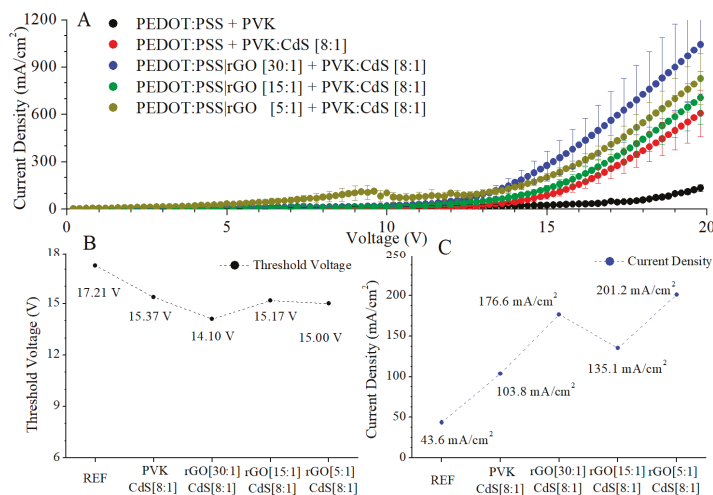 A
PEDOT:PSS + PVK
PEDOT:PSS + PVK:CdS [8:1]
PEDOT:PSS|rGO [30:1] + PVK:CdS [8:1]
PEDOT:PSS|rGO [15:1] + PVK:CdS [8:1]
PEDOT:PSS|rGO [5:1] + PVK:CdS [8:1]
Current Density (mA/cm²)
1200
900
600
300
0
5
10
15
20
Voltage (V)
B
Threshold Voltage
Threshold Voltage (V)
18
15
12
9
6
17.21 V
15.37 V
14.10 V
15.17 V
15.00 V
REF
PVK
CdS[8:1]
rGO[30:1]
CdS[8:1]
rGO[15:1]
CdS[8:1]
rGO[5:1]
CdS[8:1]
C
Current Density
Current Density (mA/cm²)
250
200
150
100
50
0
43.6 mA/cm²
103.8 mA/cm²
176.6 mA/cm²
135.1 mA/cm²
201.2 mA/cm²
REF
PVK
CdS[8:1]
rGO[30:1]
CdS[8:1]
rGO[15:1]
CdS[8:1]
rGO[5:1]
CdS[8:1]